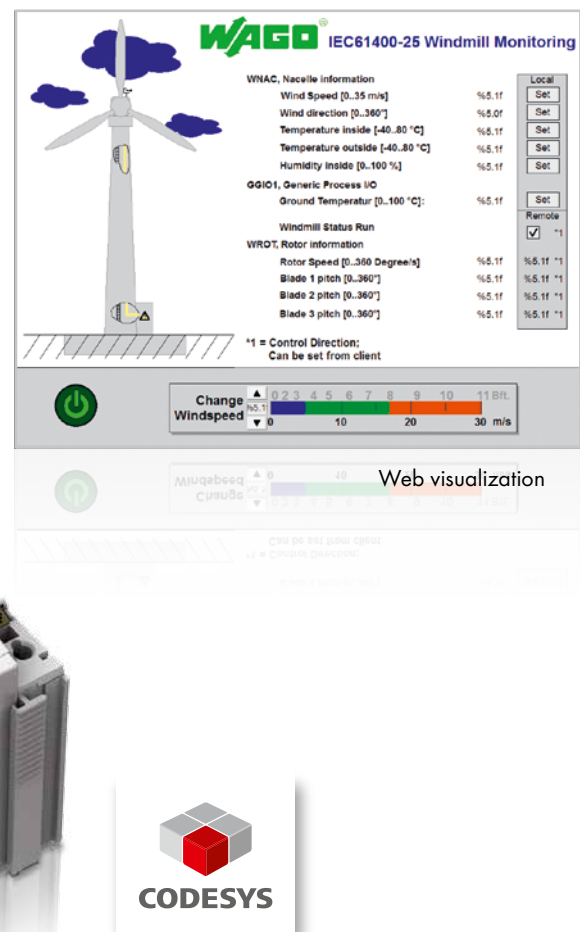 WAGO® IEC61400-25 Windmill Monitoring
WNAC, Nacelle information Local
Wind Speed [0..35 m/s] %5.1f Set
Wind direction [0..360°] %5.0f Set
Temperature inside [-40..80 °C] %5.1f Set
Temperature outside [-40..80 °C] %5.1f Set
Humidity inside [0..100 %] %5.1f Set
GGIO1, Generic Process I/O
Ground Temperatur [0..100 °C]: %5.1f Set
Remote
Windmill Status Run *1
WROT, Rotor information
Rotor Speed [0..360 Degree/s] %5.1f %5.1f *1
Blade 1 pitch [0..360°] %5.1f %5.1f *1
Blade 2 pitch [0..360°] %5.1f %5.1f *1
Blade 3 pitch [0..360°] %5.1f %5.1f *1
*1 = Control Direction;
Can be set from client
Change ▲ 0 2 3 4 5 6 7 8 9 10 11 Bft.
Windspeed %5.1
▼ 0 10 20 30 m/s
Web visualization
CODESYS